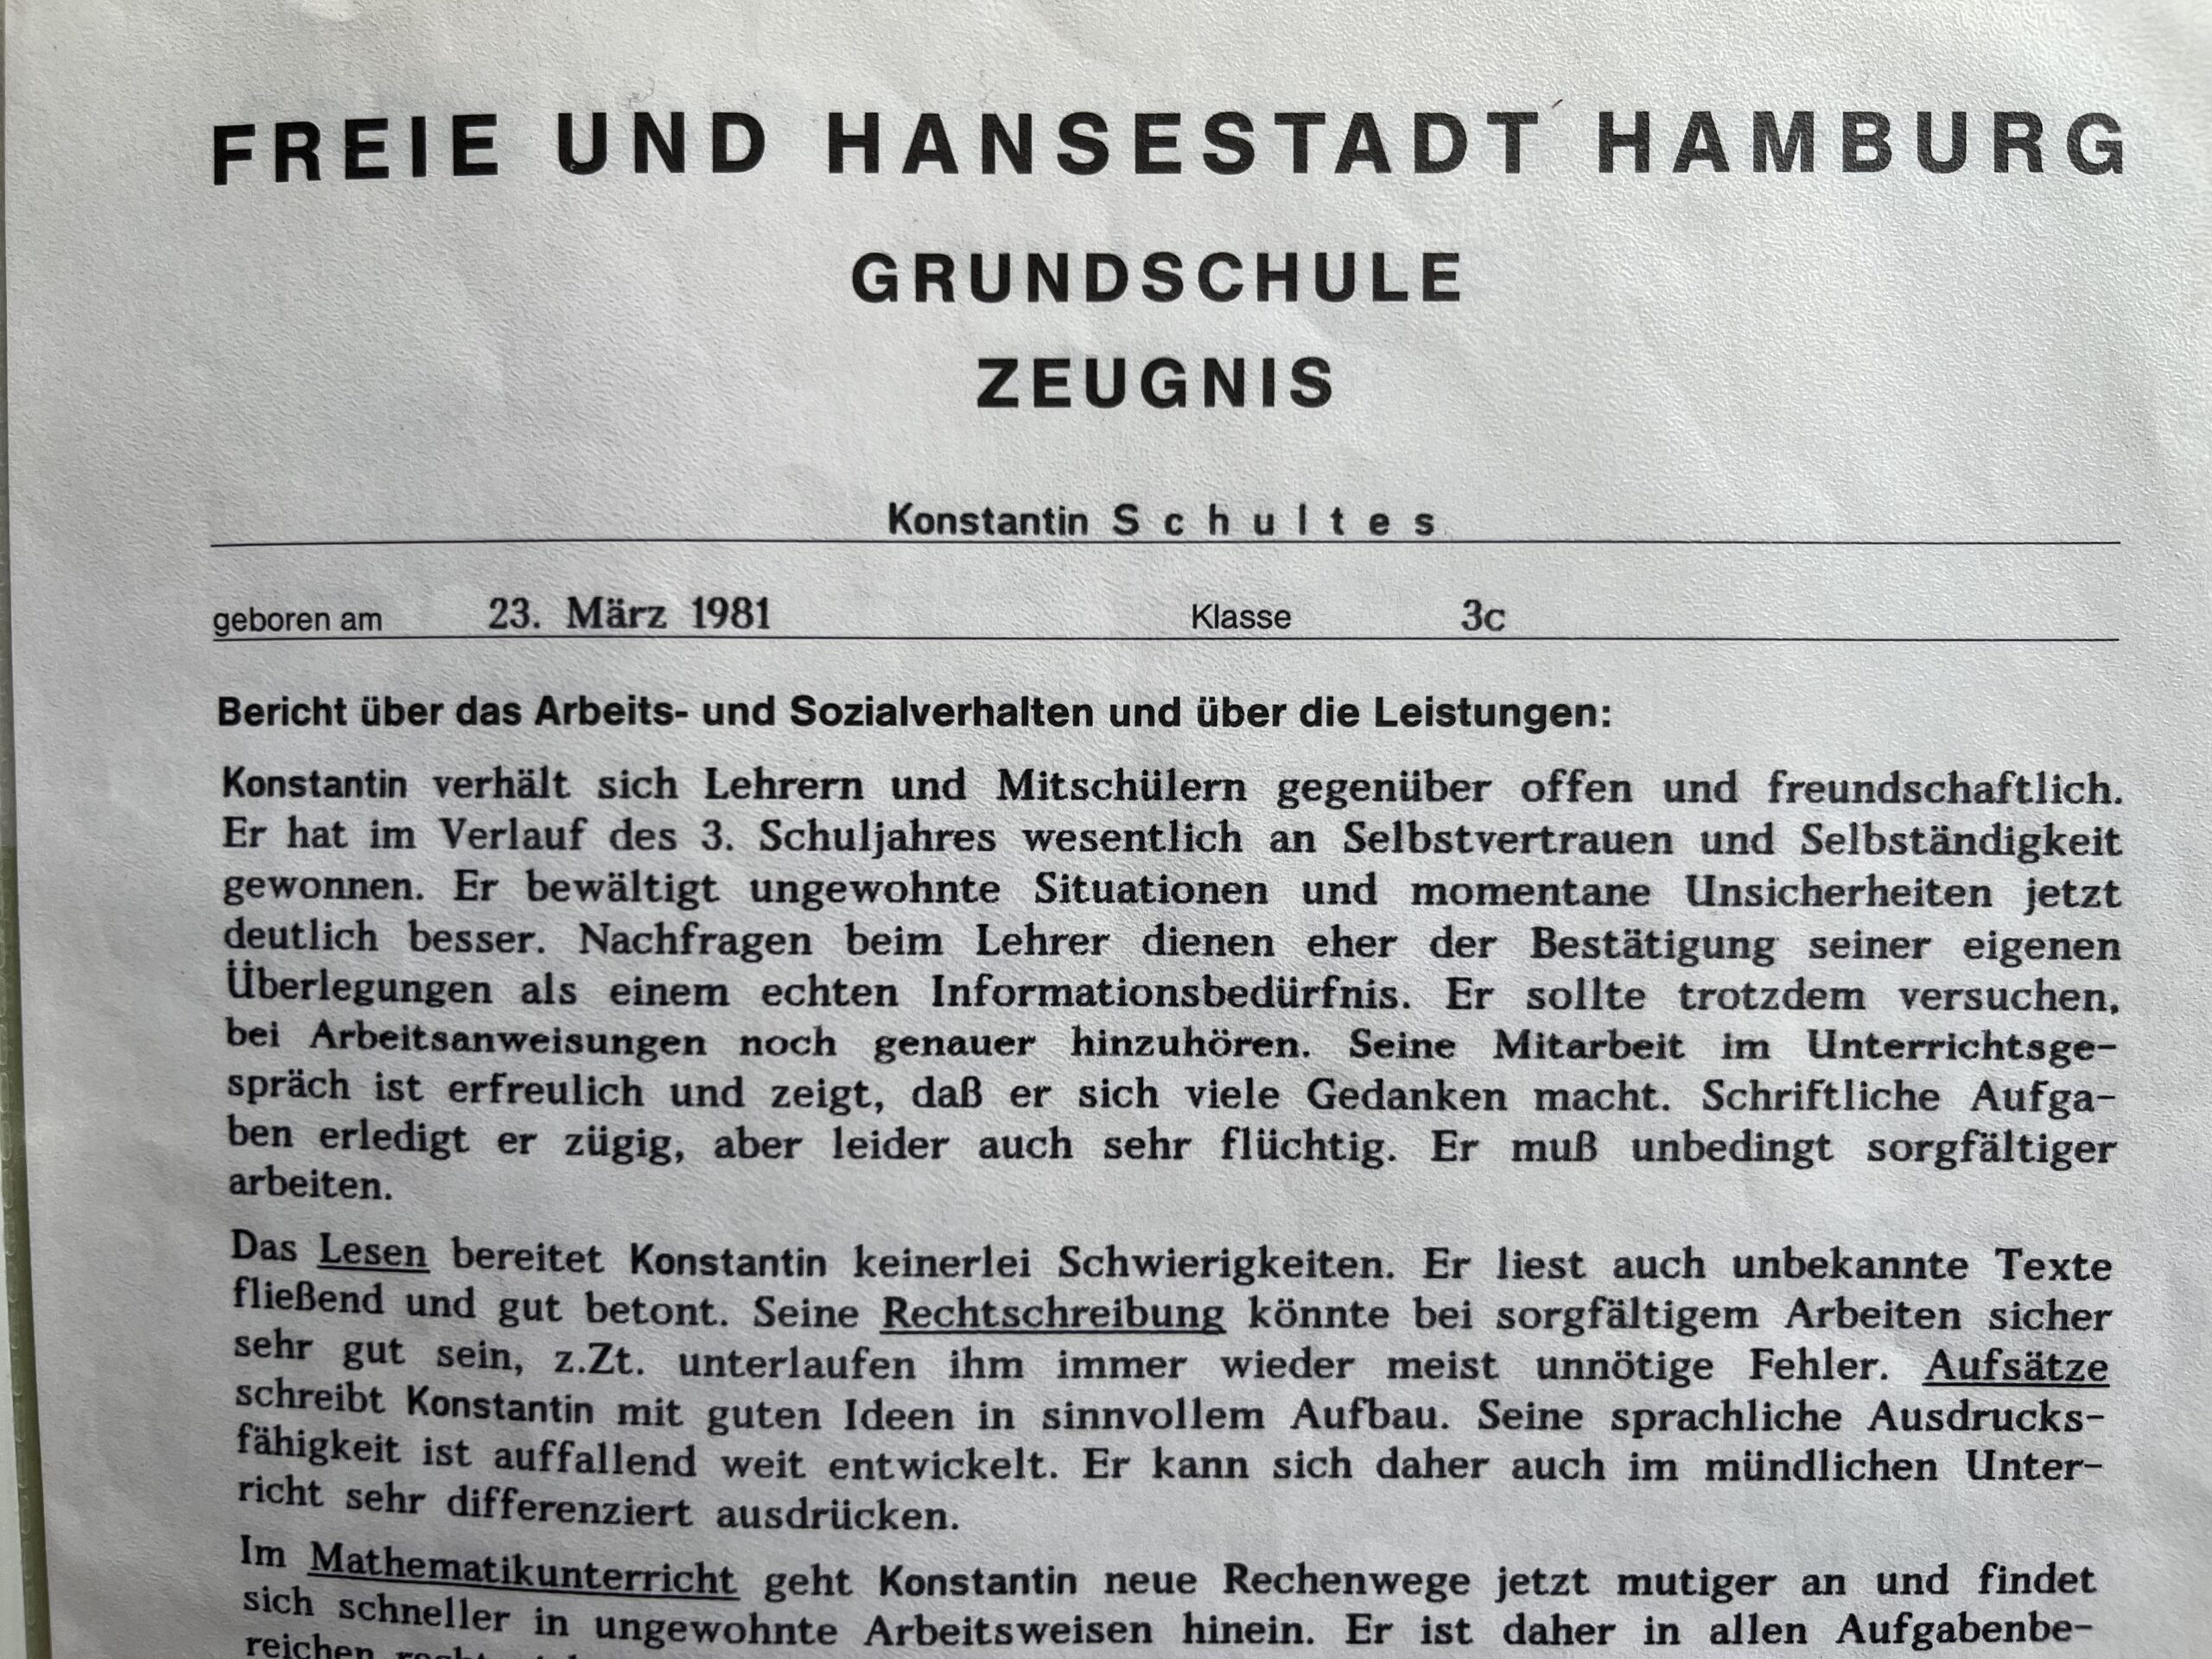 FREIE UND HANSESTADT HAMBURG
GRUNDSCHULE
ZEUGNIS
Konstantin Schultes
geboren am 23. März 1981 Klasse 3c
Bericht über das Arbeits- und Sozialverhalten und über die Leistungen:
Konstantin verhält sich Lehrern und Mitschülern gegenüber offen und freundschaftlich.
Er hat im Verlauf des 3. Schuljahres wesentlich an Selbstvertrauen und Selbständigkeit
gewonnen. Er bewältigt ungewohnte Situationen und momentane Unsicherheiten jetzt
deutlich besser. Nachfragen beim Lehrer dienen eher der Bestätigung seiner eigenen
Überlegungen als einem echten Informationsbedürfnis. Er sollte trotzdem versuchen,
bei Arbeitsanweisungen noch genauer hinzuhören. Seine Mitarbeit im Unterrichtsge-
spräch ist erfreulich und zeigt, daß er sich viele Gedanken macht. Schriftliche Aufga-
ben erledigt er zügig, aber leider auch sehr flüchtig. Er muß unbedingt sorgfältiger
arbeiten.
Das Lesen bereitet Konstantin keinerlei Schwierigkeiten. Er liest auch unbekannte Texte
fließend und gut betont. Seine Rechtschreibung könnte bei sorgfältigem Arbeiten sicher
sehr gut sein, z.Zt. unterlaufen ihm immer wieder meist unnötige Fehler. Aufsätze
schreibt Konstantin mit guten Ideen in sinnvollem Aufbau. Seine sprachliche Ausdrucks-
fähigkeit ist auffallend weit entwickelt. Er kann sich daher auch im mündlichen Unter-
richt sehr differenziert ausdrücken.
Im Mathematikunterricht geht Konstantin neue Rechenwege jetzt mutiger an und findet
sich schneller in ungewohnte Arbeitsweisen hinein. Er ist daher in allen Aufgabenbe-
reichen